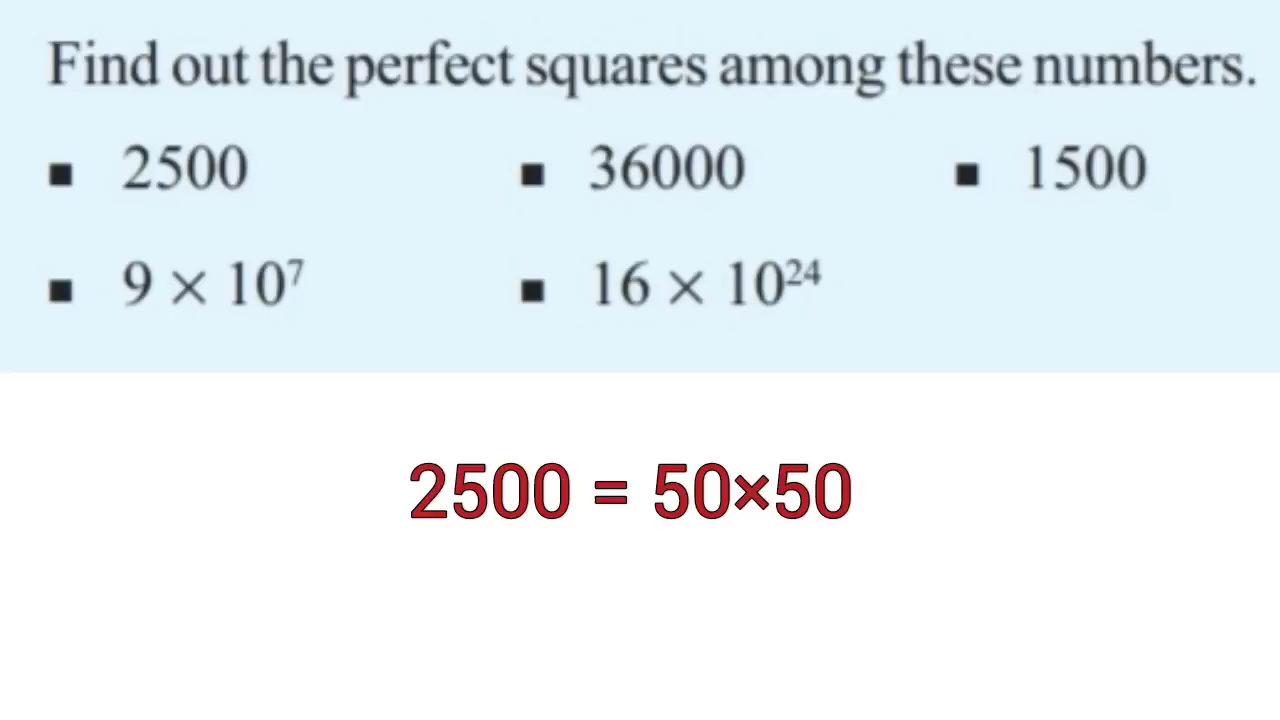 Find out the perfect squares among these numbers.
▪ 2500 ▪ 36000 ▪ 1500
▪ 9 × 10⁷ ▪ 16 × 10²⁴
2500 = 50×50